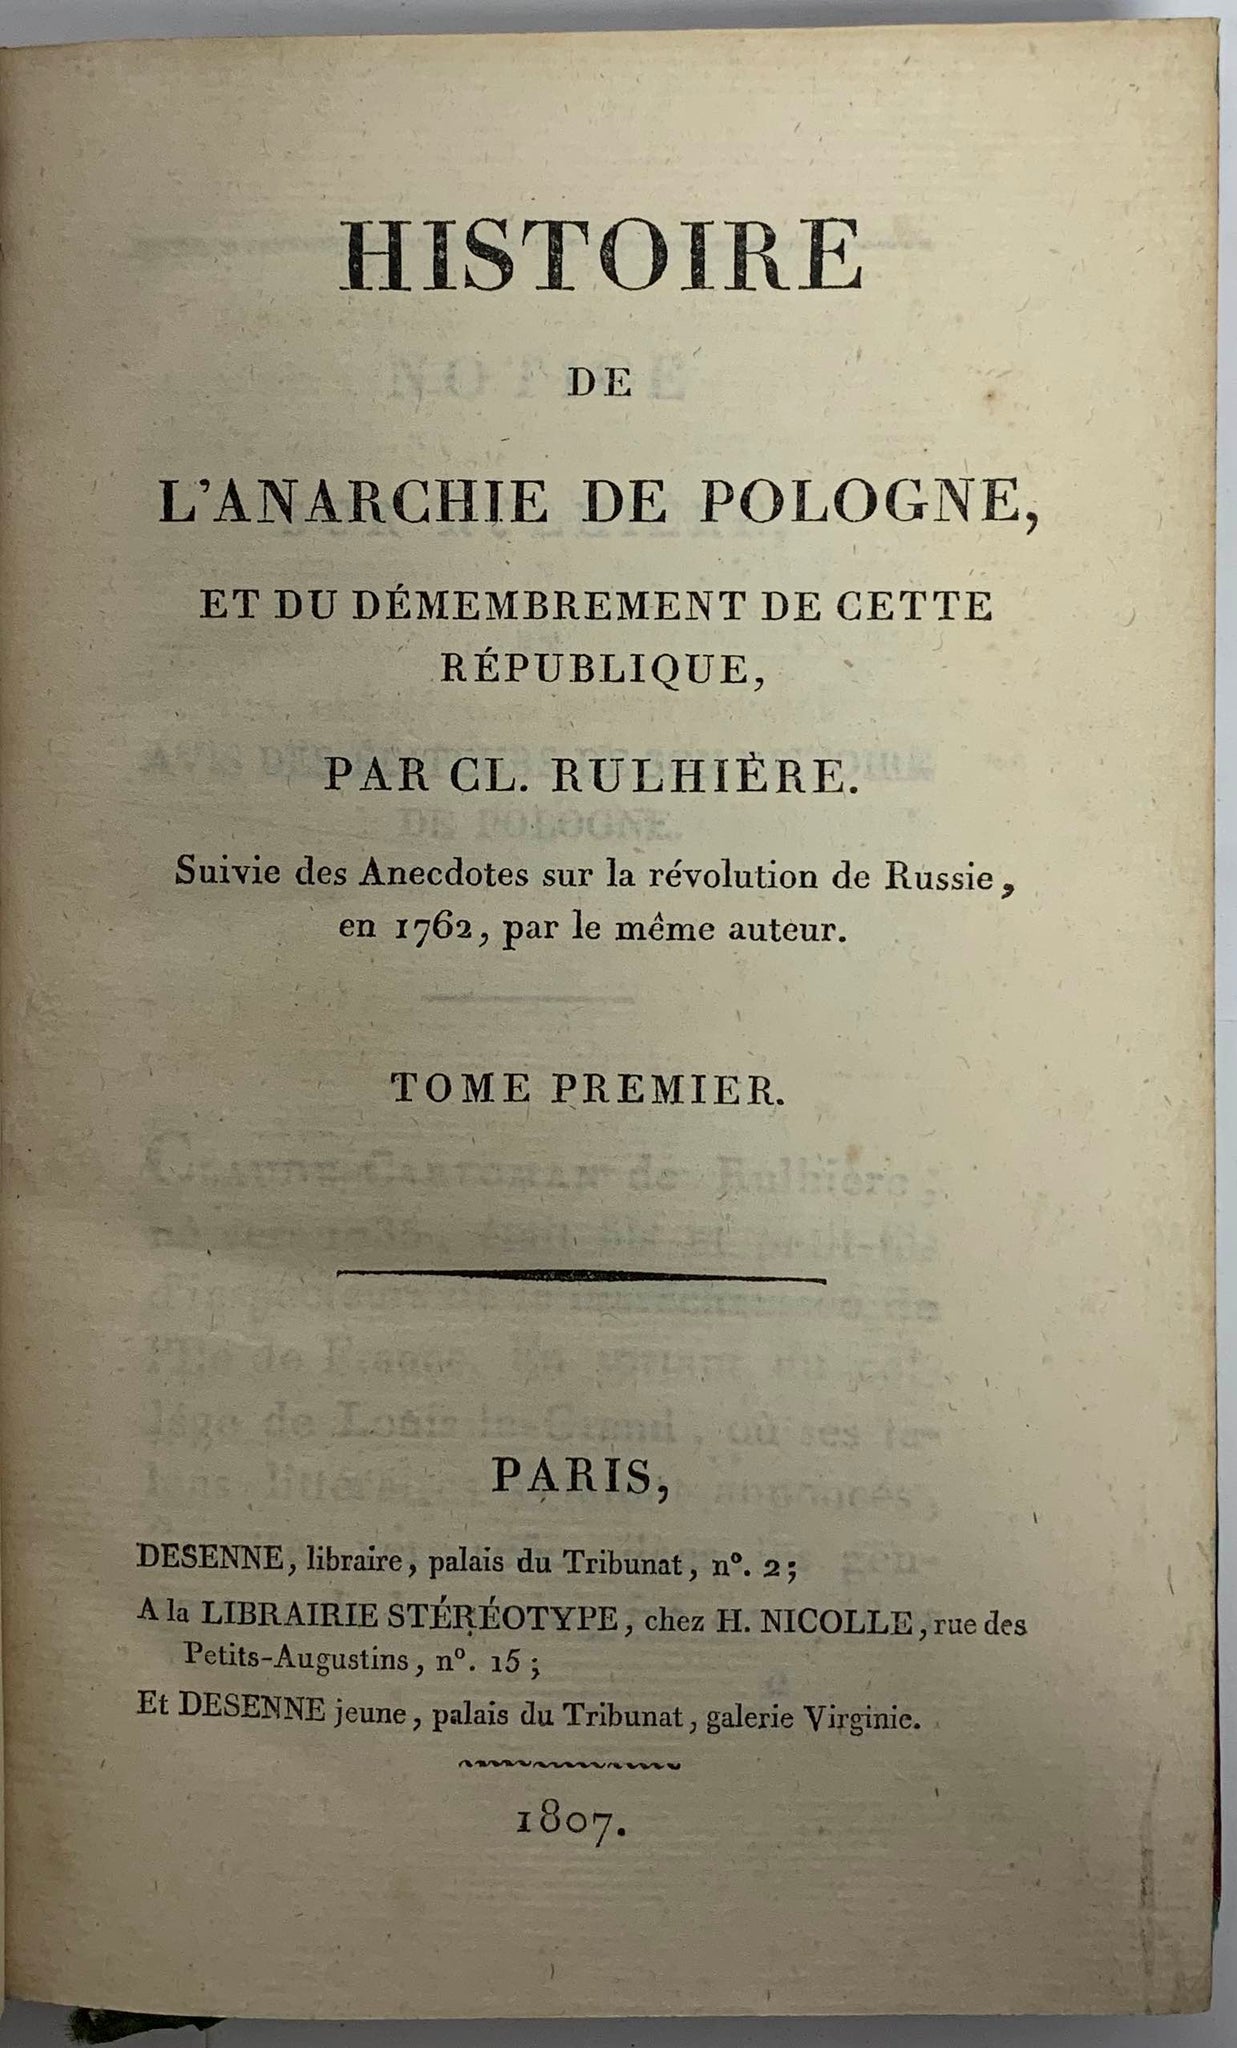 HISTOIRE
DE
L'ANARCHIE DE POLOGNE,
ET DU DÉMEMBREMENT DE CETTE
RÉPUBLIQUE,
PAR CL. RULHIÈRE.
Suivie des Anecdotes sur la révolution de Russie,
en 1762, par le même auteur.
TOME PREMIER.
PARIS,
DESENNE, libraire, palais du Tribunat, nº. 2;
A la LIBRAIRIE STÉRÉOTYPE, chez H. NICOLLE, rue des
Petits-Augustins, nº. 15;
Et DESENNE jeune, palais du Tribunat, galerie Virginie.
1807.